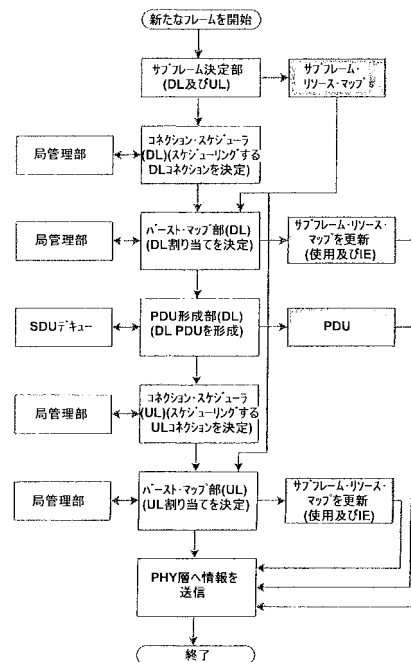 新たなフレームを開始
サブフレーム決定部
(DL及びUL)
サブフレーム・
リソース・マップs
コネクション・スケジューラ
(DL)(スケジューリングする
DLコネクションを決定)
局管理部
バースト・マップ部(DL)
(DL割り当てを決定)
局管理部
サブフレーム・リソース・
マップを更新
(使用及びIE)
PDU形成部(DL)
(DL PDUを形成)
SDUデキュー
PDU
コネクション・スケジューラ
(UL)(スケジューリングする
ULコネクションを決定)
局管理部
バースト・マップ部(UL)
(UL割り当てを決定)
局管理部
サブフレーム・リソース・
マップを更新
(使用及びIE)
PHY層へ情報を
送信
終了